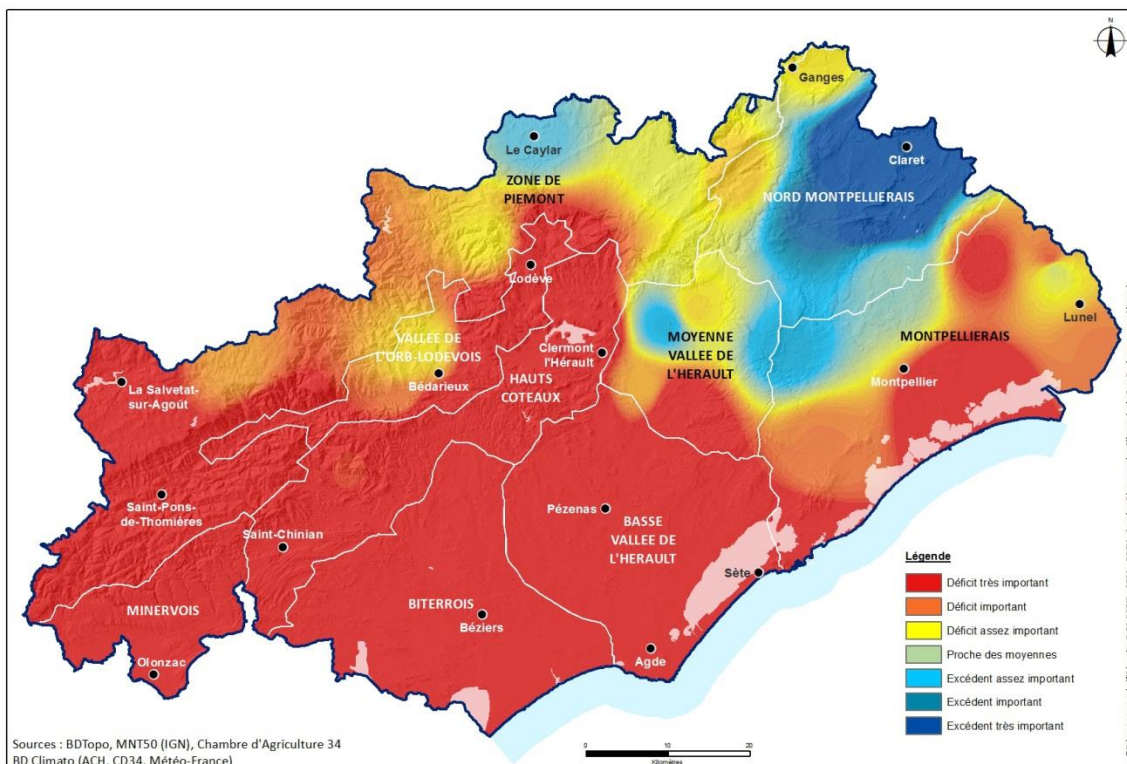 N
Ganges
Le Caylar
Claret
ZONE DE
PIEMONT
NORD MONTPELLIERAIS
Lodève
Lunel
VALLEE DE
L'ORB-LODEVOIS
Clermont
l'Hérault
MOYENNE
VALLEE DE
L'HERAULT
MONTPELLIERAIS
La Salvetat-
sur-Agoût
Bédarieux
HAUTS
COTEAUX
Montpellier
Saint-Pons-
de-Thomières
Pézenas
BASSE
VALLEE DE
L'HERAULT
Saint-Chinian
Sète
MINERVOIS
BITERROIS
Béziers
Olonzac
Agde
Légende
Déficit très important
Déficit important
Déficit assez important
Proche des moyennes
Excédent assez important
Excédent important
Excédent très important
Sources : BDTopo, MNT50 (IGN), Chambre d'Agriculture 34
BD Climato (ACH, CD34, Météo-France)
0 10 20
Kilomètres